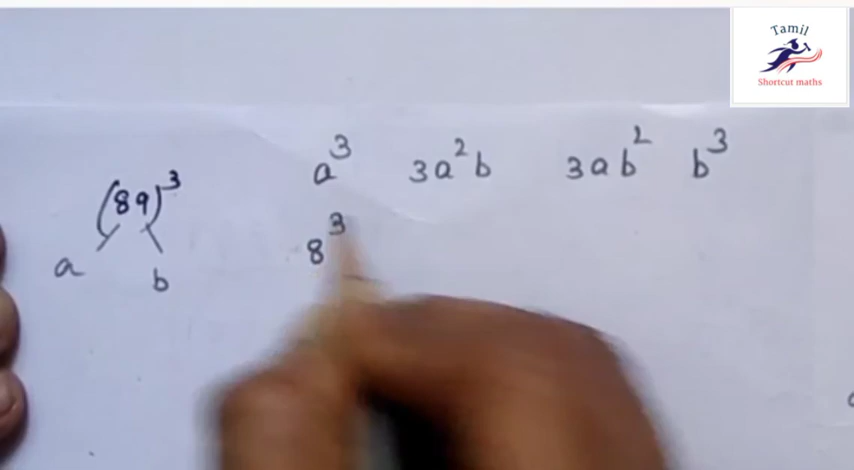 Tamil
Shortcut maths
a³ 3a²b 3ab² b³
(89)³
8³
a
b